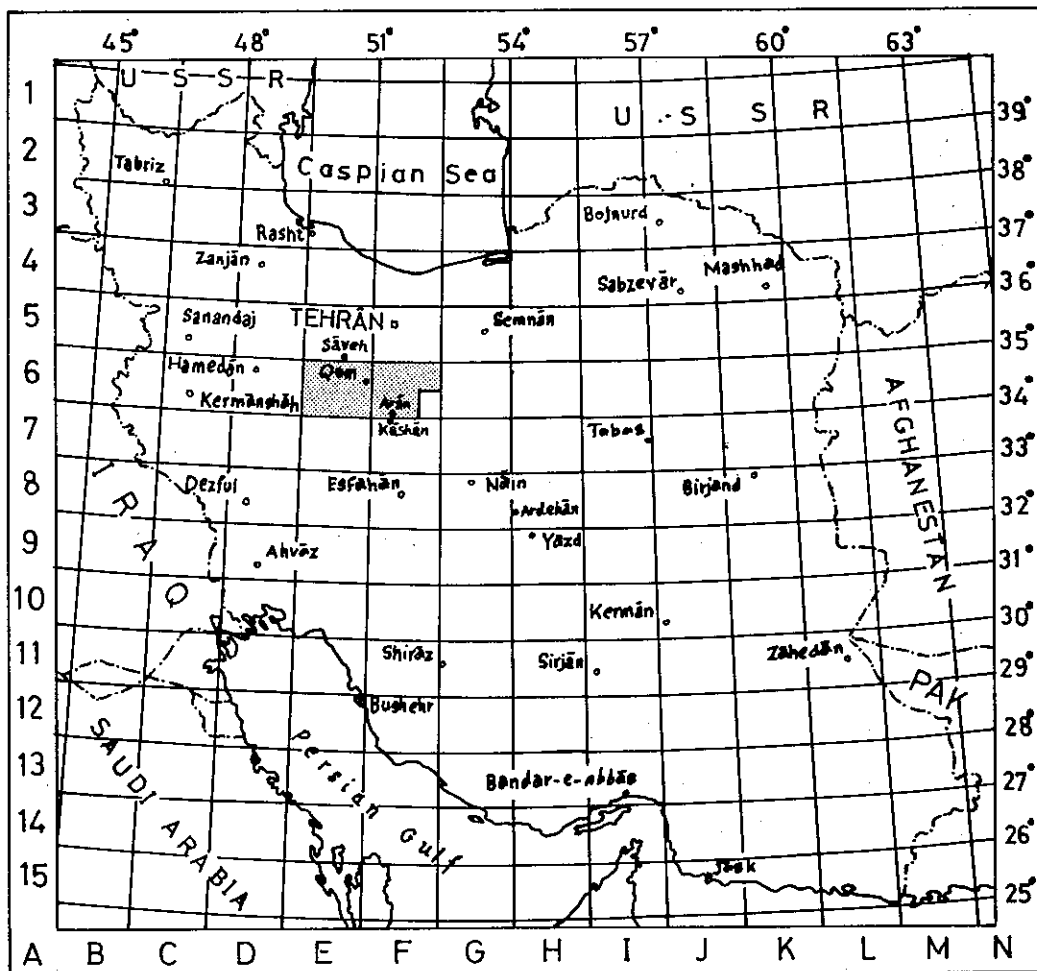 45° 48° 51° 54° 57° 60° 63°
1 2 3 4 5 6 7 8 9 10 11 12 13 14 15
39° 38° 37° 36° 35° 34° 33° 32° 31° 30° 29° 28° 27° 26° 25°
U S S R
U S S R
Tabriz
Caspian Sea
Bojnurd
Rasht
Zanjān
Mashhad
Sabzevār
Sanandaj
TEHRĀN
Semnān
Sāveh
Hamedān
Qom
Kermānshāh
Arān
Kāshān
Tabas
AFGHANESTAN
IRAQ
Dezful
Esfahān
Nāin
Birjand
Ardehān
Yāzd
Ahvāz
Kermān
Shirāz
Sirjān
Zāhedān
PAK
Bushehr
SAUDI ARABIA
Persian Gulf
Bandar-e-Abbās
Jāsk
A B C D E F G H I J K L M N